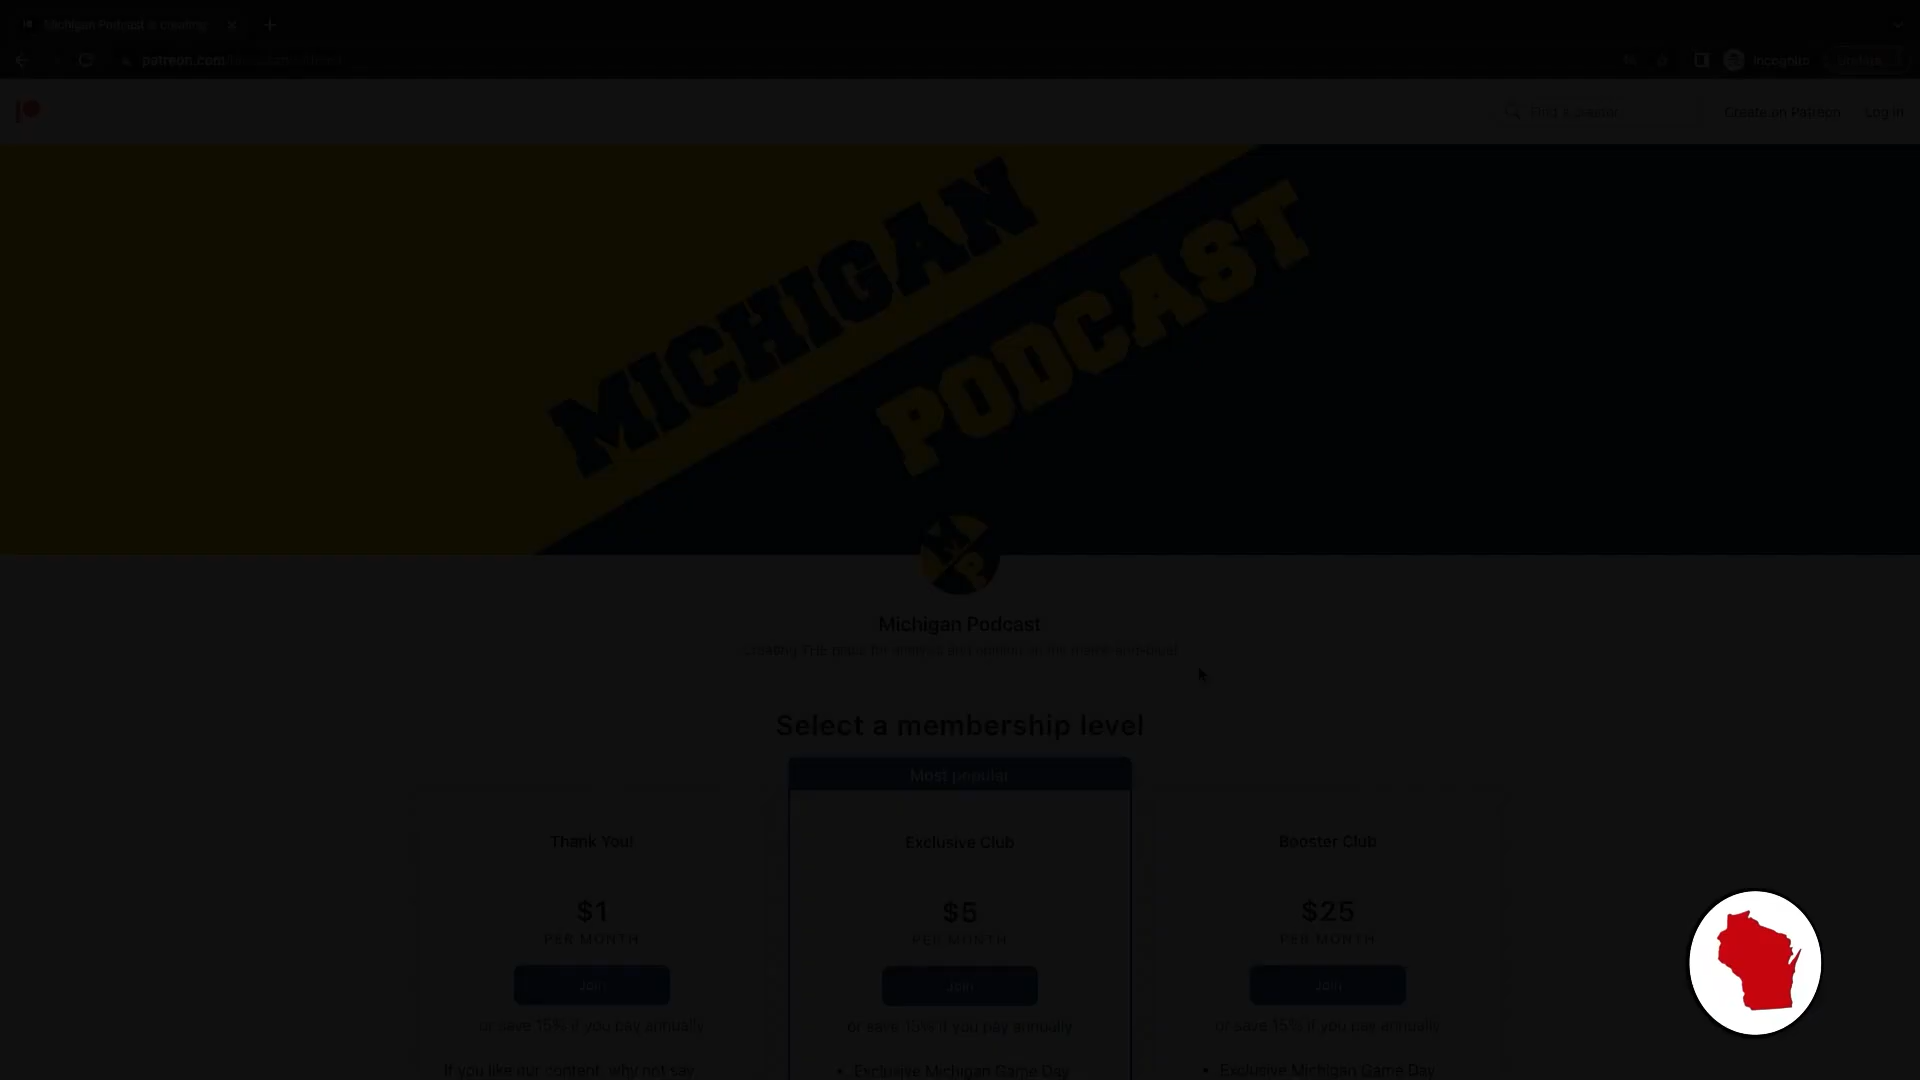 Michigan Podcast is creating
patreon.com
Incognito
Update
Find a creator
Create on Patreon
Log in
MICHIGAN
PODCAST
Michigan Podcast
Select a membership level
Most popular
Thank You!
$1
PER MONTH
Join
or save 15% if you pay annually
If you like our content, why not say
Exclusive Club
$5
PER MONTH
Join
or save 15% if you pay annually
• Exclusive Michigan Game Day
Booster Club
$25
PER MONTH
Join
or save 15% if you pay annually
• Exclusive Michigan Game Day